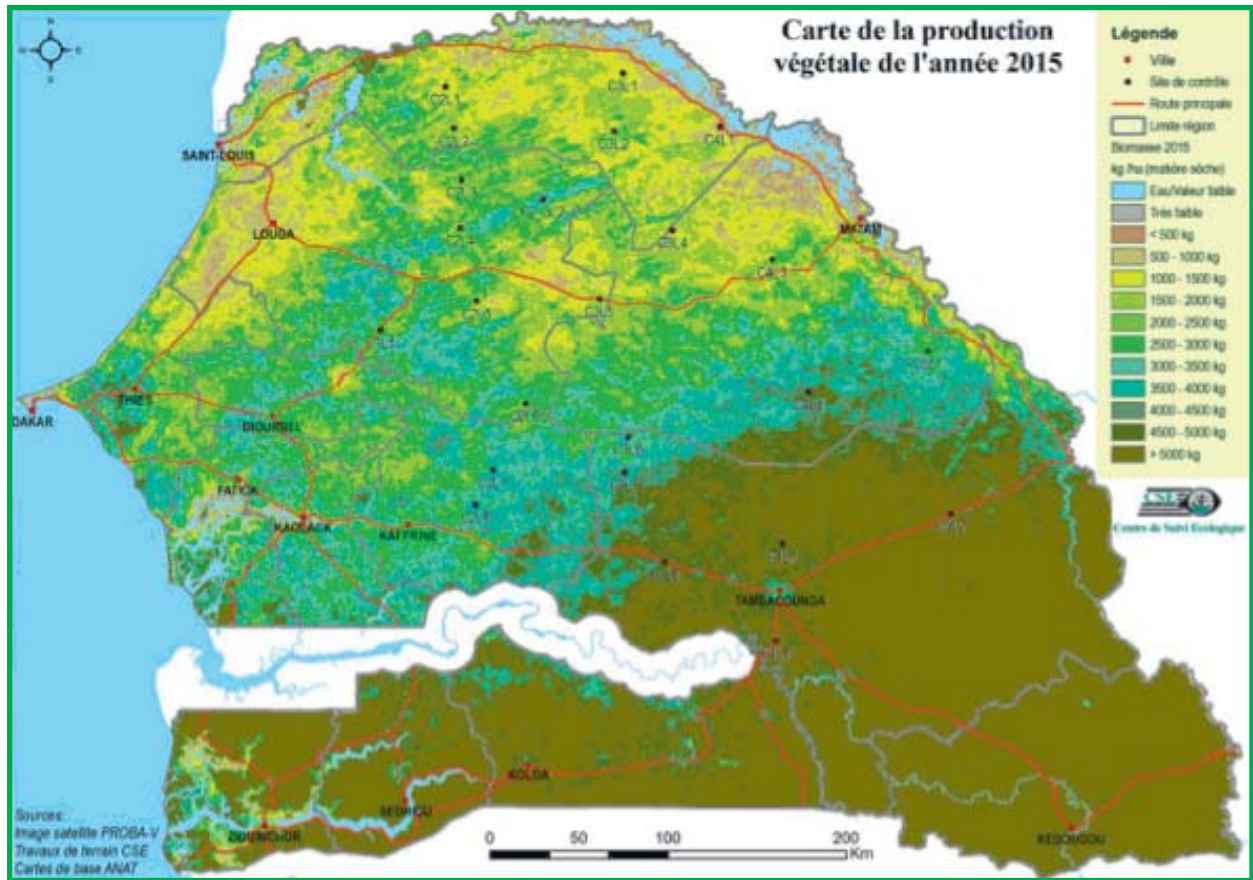 Carte de la production
végétale de l'année 2015
Légende
Ville
Site de contrôle
Route principale
Limite région
Biomasse 2015
kg /ha (matière sèche)
Eau/Valeur faible
Très faible
< 500 kg
500 - 1000 kg
1000 - 1500 kg
1500 - 2000 kg
2000 - 2500 kg
2500 - 3000 kg
3000 - 3500 kg
3500 - 4000 kg
4000 - 4500 kg
4500 - 5000 kg
> 5000 kg
CSE
Centre de Suivi Ecologique
C2L1
C3L1
C2L2
C3L2
C4L1
SAINT-LOUIS
LOUGA
MATAM
C3L4
C4L3
THIES
DAKAR
DIOURBEL
FATICK
KAOLACK
KAFFRINE
TAMBACOUNDA
KOLDA
SEDHIOU
ZIGUINCHOR
KEDOUGOU
Sources:
Image satellite PROBA-V
Travaux de terrain CSE
Cartes de base ANAT
0 50 100 200
Km